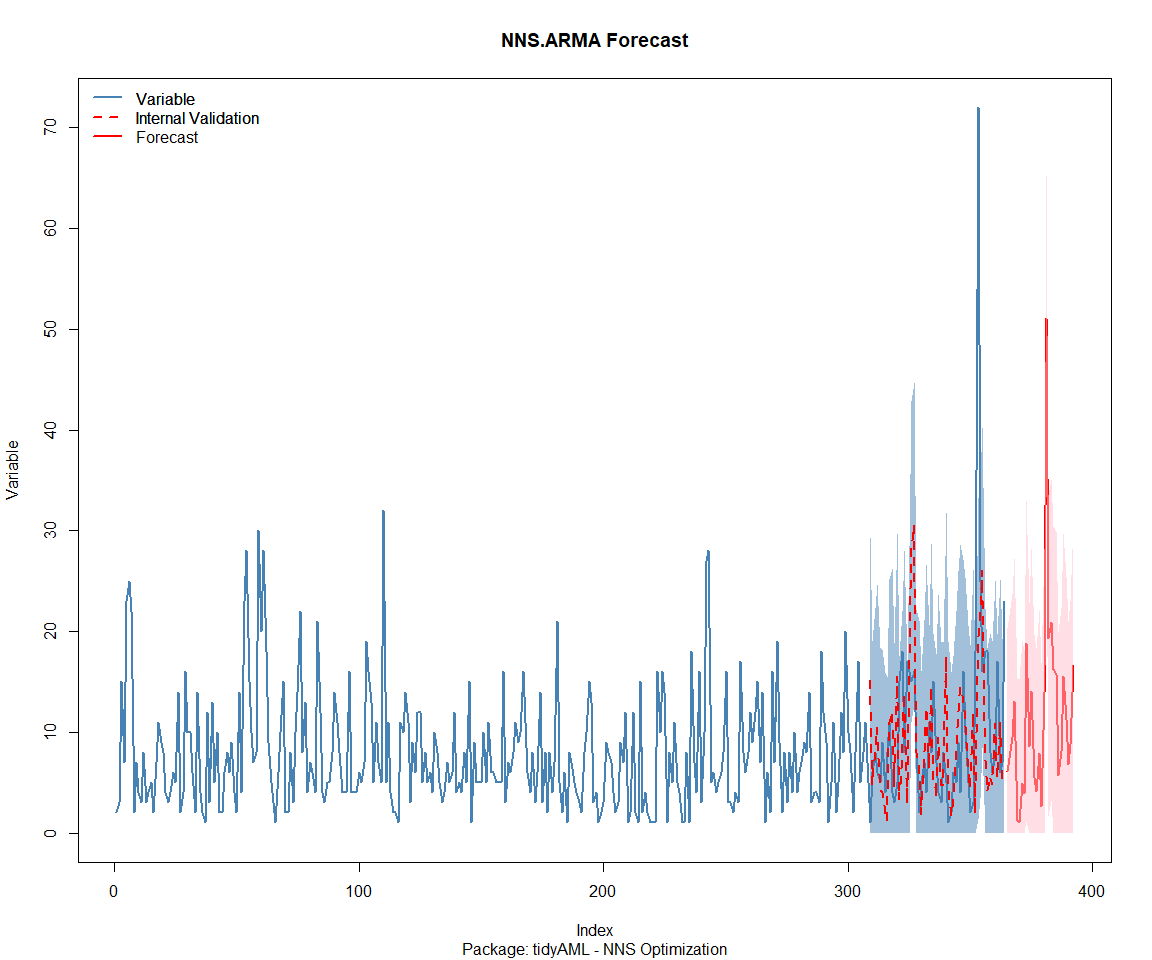 NNS.ARMA Forecast
Variable
Internal Validation
Forecast
70
60
50
40
30
20
10
0
Variable
0
100
200
300
400
Index
Package: tidyAML - NNS Optimization